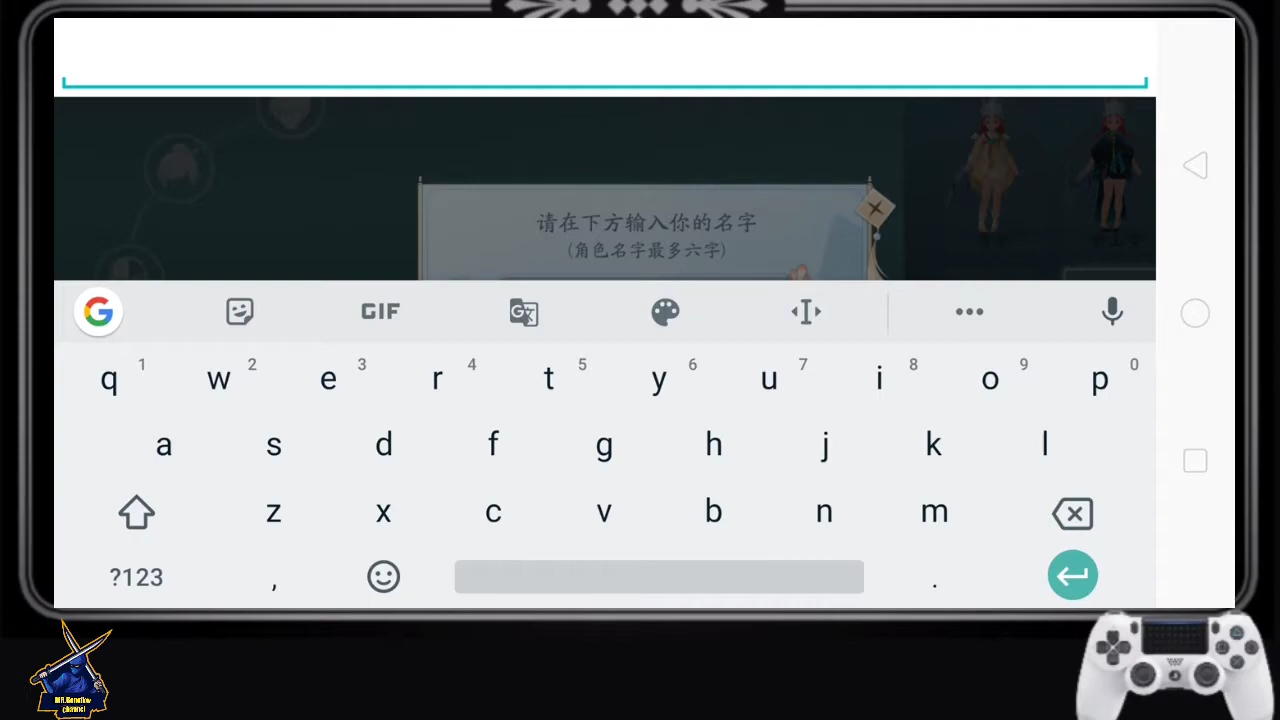 请在下方输入你的名字
(角色名字最多六字)
G GIF G ...
q 1 w 2 e 3 r 4 t 5 y 6 u 7 i 8 o 9 p 0
a s d f g h j k l
z x c v b n m
?123 , .
channel